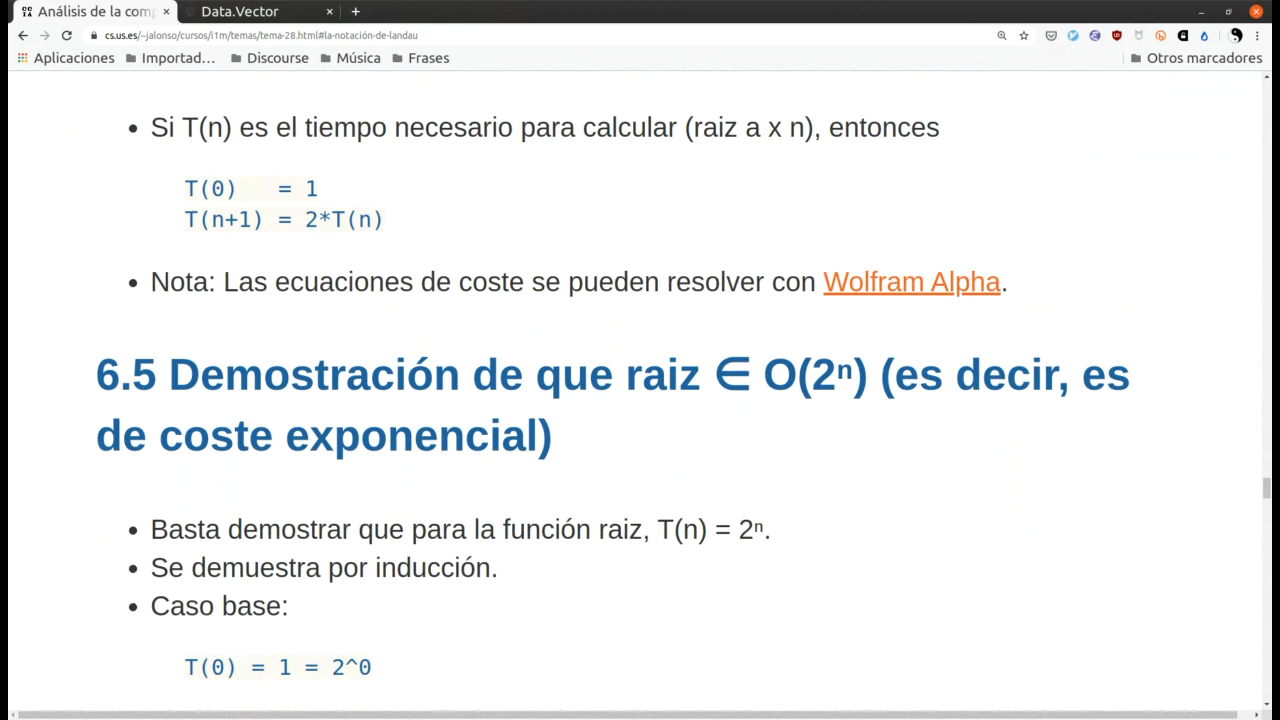 Análisis de la comp
Data.Vector
cs.us.es/~jalonso/cursos/i1m/temas/tema-28.html#la-notación-de-landau
Aplicaciones Importad… Discourse Música Frases Otros marcadores
• Si T(n) es el tiempo necesario para calcular (raiz a x n), entonces
T(0) = 1
T(n+1) = 2*T(n)
• Nota: Las ecuaciones de coste se pueden resolver con Wolfram Alpha.
6.5 Demostración de que raiz ∈ O(2ⁿ) (es decir, es
de coste exponencial)
• Basta demostrar que para la función raiz, T(n) = 2ⁿ.
• Se demuestra por inducción.
• Caso base:
T(0) = 1 = 2^0